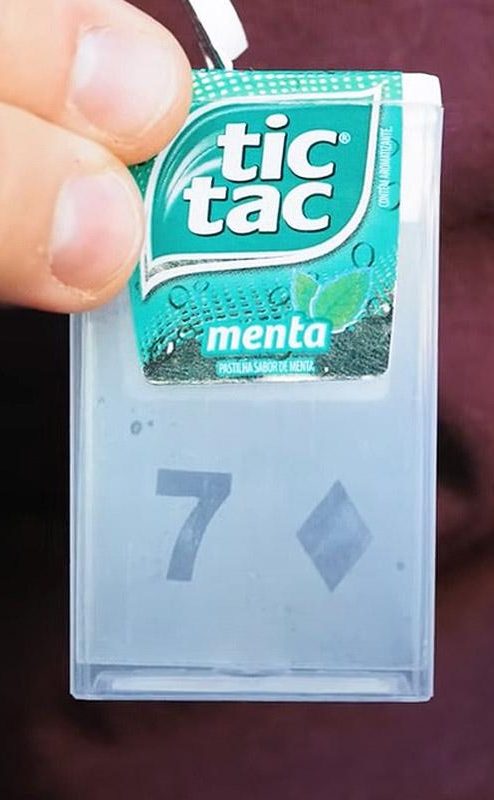 tic®
tac
CONTÉM AROMATIZANTE.
menta
PASTILHA SABOR DE MENTA
7 ♦